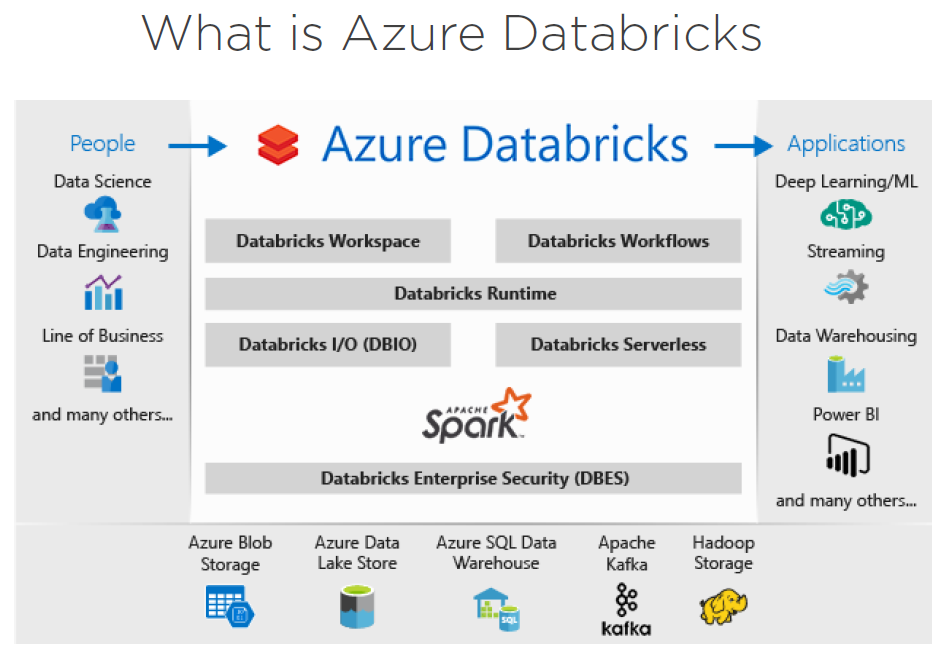 What is Azure Databricks
People
Azure Databricks
Applications
Data Science
Data Engineering
Line of Business
and many others...
Databricks Workspace
Databricks Workflows
Databricks Runtime
Databricks I/O (DBIO)
Databricks Serverless
APACHE
Spark™
Databricks Enterprise Security (DBES)
Deep Learning/ML
Streaming
Data Warehousing
Power BI
and many others...
Azure Blob
Storage
Azure Data
Lake Store
Azure SQL Data
Warehouse
SQL
Apache
Kafka
kafka
Hadoop
Storage